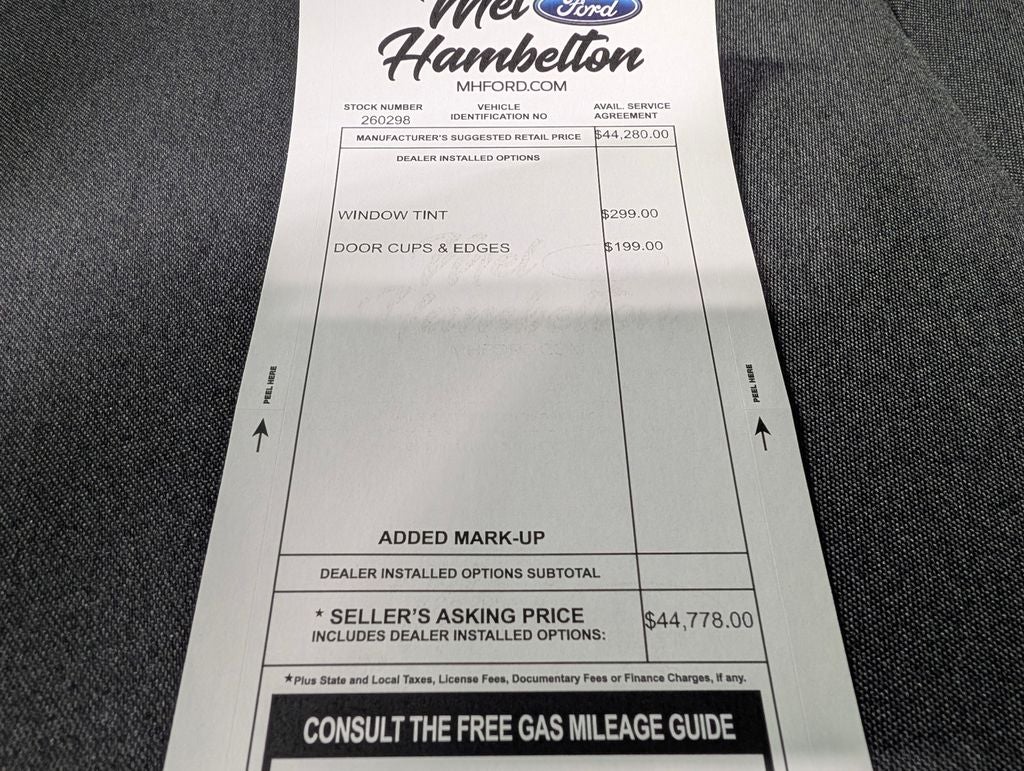 Mel Ford
Hambelton
MHFORD.COM
STOCK NUMBER
260298
VEHICLE
IDENTIFICATION NO
AVAIL. SERVICE
AGREEMENT
MANUFACTURER'S SUGGESTED RETAIL PRICE $44,280.00
DEALER INSTALLED OPTIONS
WINDOW TINT $299.00
DOOR CUPS & EDGES $199.00
Mel
Hambelton
PEEL HERE
PEEL HERE
ADDED MARK-UP
DEALER INSTALLED OPTIONS SUBTOTAL
* SELLER'S ASKING PRICE $44,778.00
INCLUDES DEALER INSTALLED OPTIONS:
★Plus State and Local Taxes, License Fees, Documentary Fees or Finance Charges, If any.
CONSULT THE FREE GAS MILEAGE GUIDE